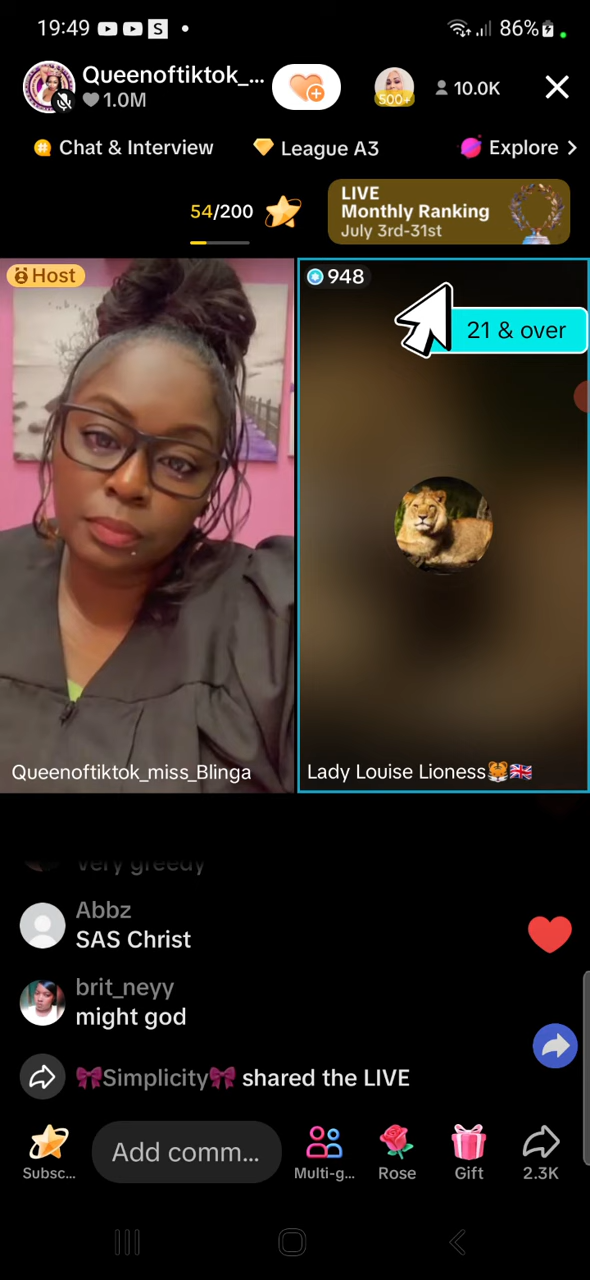 19:49
S
86%
Queenoftiktok_...
1.0M
500+
10.0K
Chat & Interview
League A3
Explore
54/200
LIVE
Monthly Ranking
July 3rd-31st
Host
948
21 & over
Queenoftiktok_miss_Blinga
Lady Louise Lioness🐯🇬🇧
very greedy
Abbz
SAS Christ
brit_neyy
might god
🎀Simplicity🎀 shared the LIVE
Add comm...
Subsc...
Multi-g...
Rose
Gift
2.3K